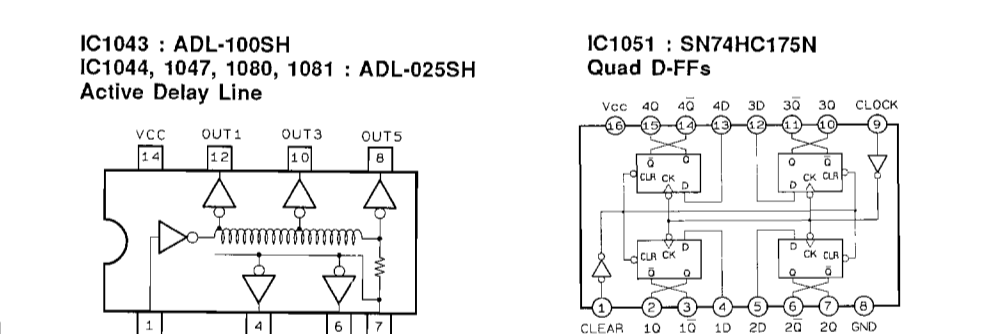 IC1043 : ADL-100SH
IC1044, 1047, 1080, 1081 : ADL-025SH
Active Delay Line
VCC OUT1 OUT3 OUT5
14 12 10 8
1 4 6 7
IC1051 : SN74HC175N
Quad D-FFs
Vcc 4Q 4Q̅ 4D 3D 3Q̅ 3Q CLOCK
16 15 14 13 12 11 10 9
Q̅ Q Q Q̅
CLR CK D D CK CLR
CLR CK D D CK CLR
Q̅ Q Q Q̅
1 2 3 4 5 6 7 8
CLEAR 1Q 1Q̅ 1D 2D 2Q̅ 2Q GND